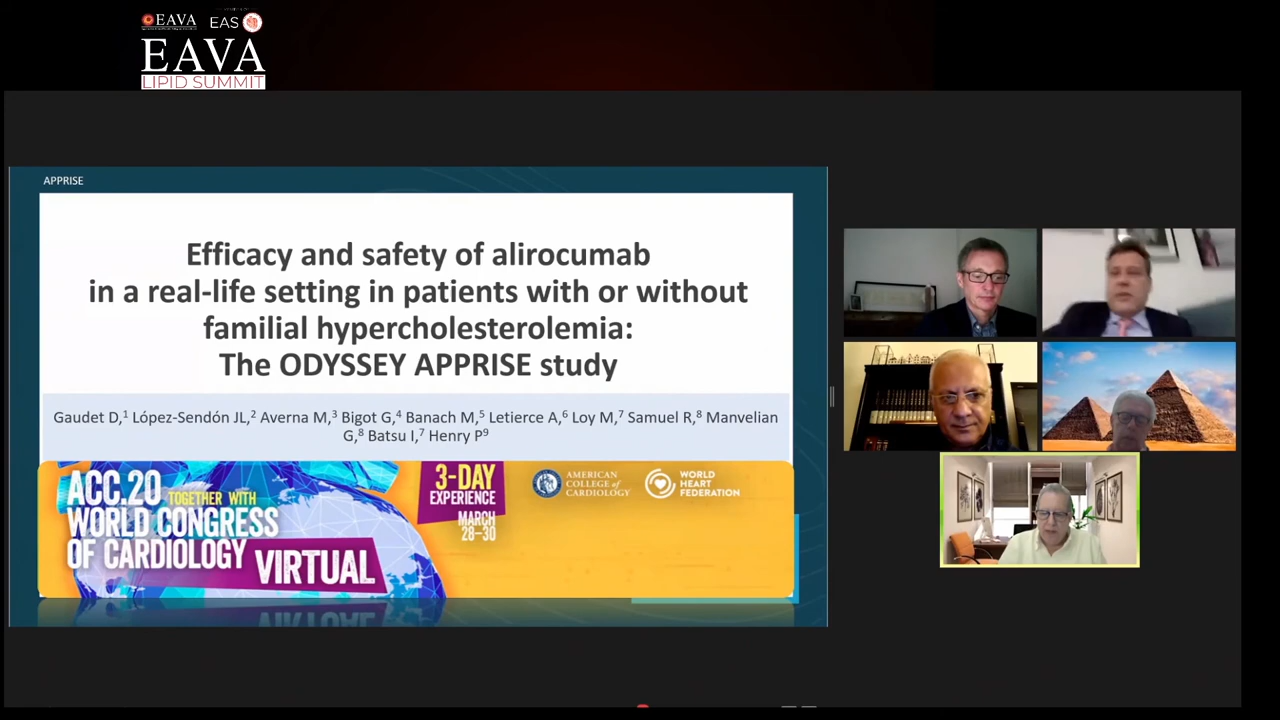 EAVA EAS
EAVA
LIPID SUMMIT
APPRISE
Efficacy and safety of alirocumab
in a real-life setting in patients with or without
familial hypercholesterolemia:
The ODYSSEY APPRISE study
Gaudet D,¹ López-Sendón JL,² Averna M,³ Bigot G,⁴ Banach M,⁵ Letierce A,⁶ Loy M,⁷ Samuel R,⁸ Manvelian
G,⁸ Batsu I,⁷ Henry P⁹
ACC.20 TOGETHER WITH
WORLD CONGRESS
OF CARDIOLOGY VIRTUAL
3-DAY
EXPERIENCE
MARCH
28–30
AMERICAN
COLLEGE of
CARDIOLOGY
WORLD
HEART
FEDERATION